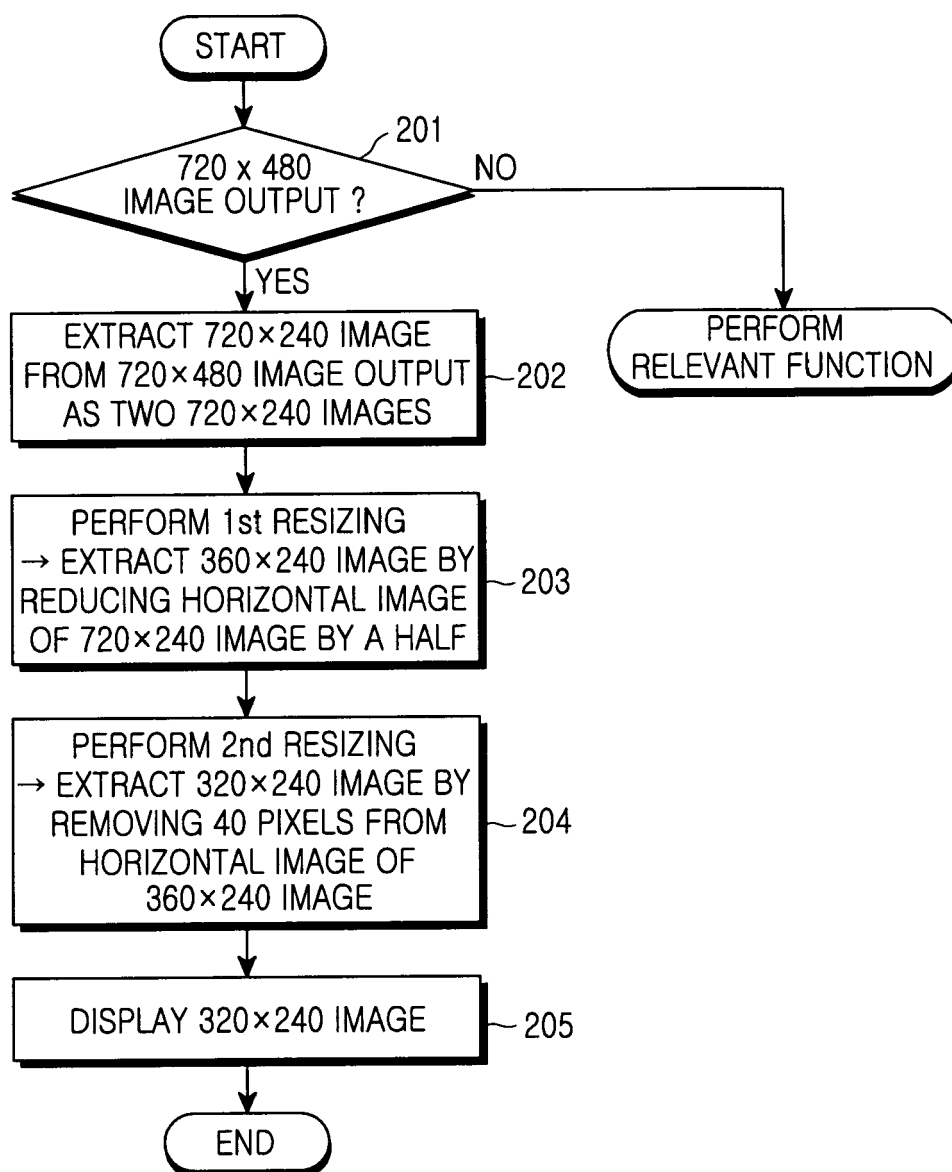 START
201
720 x 480
IMAGE OUTPUT ?
NO
YES
EXTRACT 720×240 IMAGE
FROM 720×480 IMAGE OUTPUT
AS TWO 720×240 IMAGES
202
PERFORM
RELEVANT FUNCTION
PERFORM 1st RESIZING
→ EXTRACT 360×240 IMAGE BY
REDUCING HORIZONTAL IMAGE
OF 720×240 IMAGE BY A HALF
203
PERFORM 2nd RESIZING
→ EXTRACT 320×240 IMAGE BY
REMOVING 40 PIXELS FROM
HORIZONTAL IMAGE OF
360×240 IMAGE
204
DISPLAY 320×240 IMAGE
205
END